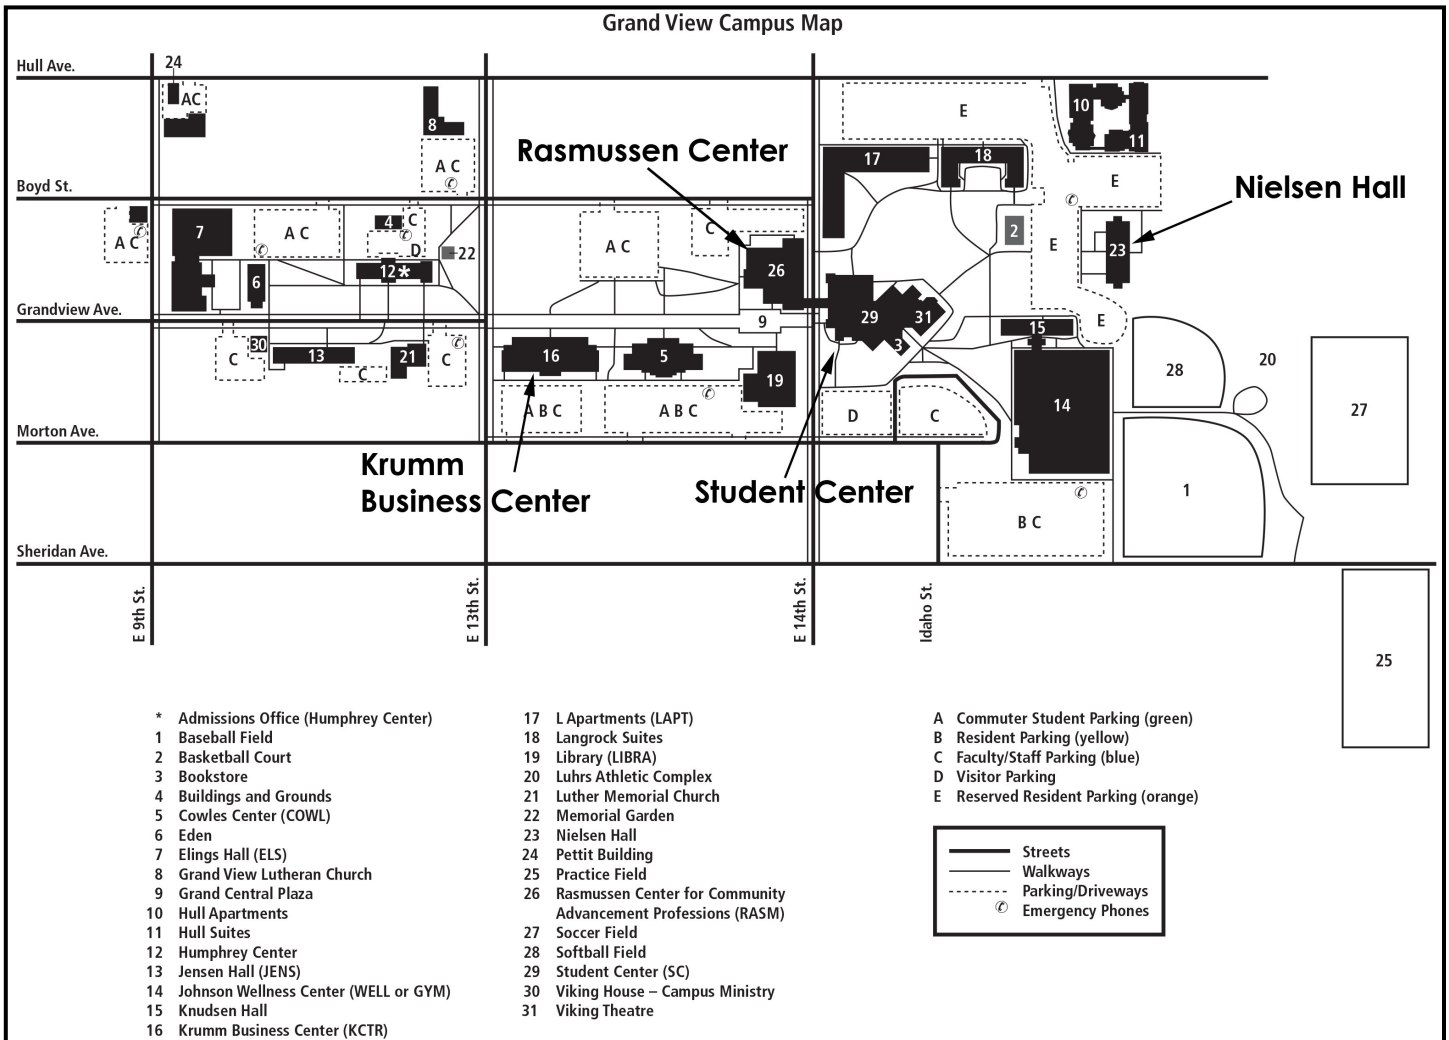 Grand View Campus Map
Hull Ave.
24
AC
8
A C
10
11
E
17
18
E
Rasmussen Center
Nielsen Hall
Boyd St.
A C
7
A C
4
C
D
22
12*
6
A C
C
26
2
E
23
Grandview Ave.
9
29
31
3
15
E
C
30
13
C
21
C
16
5
19
28
20
27
14
A B C
A B C
D
C
Morton Ave.
Krumm
Business Center
Student Center
B C
1
Sheridan Ave.
E 9th St.
E 13th St.
E 14th St.
Idaho St.
25
* Admissions Office (Humphrey Center)
1 Baseball Field
2 Basketball Court
3 Bookstore
4 Buildings and Grounds
5 Cowles Center (COWL)
6 Eden
7 Elings Hall (ELS)
8 Grand View Lutheran Church
9 Grand Central Plaza
10 Hull Apartments
11 Hull Suites
12 Humphrey Center
13 Jensen Hall (JENS)
14 Johnson Wellness Center (WELL or GYM)
15 Knudsen Hall
16 Krumm Business Center (KCTR)
17 L Apartments (LAPT)
18 Langrock Suites
19 Library (LIBRA)
20 Luhrs Athletic Complex
21 Luther Memorial Church
22 Memorial Garden
23 Nielsen Hall
24 Pettit Building
25 Practice Field
26 Rasmussen Center for Community
Advancement Professions (RASM)
27 Soccer Field
28 Softball Field
29 Student Center (SC)
30 Viking House – Campus Ministry
31 Viking Theatre
A Commuter Student Parking (green)
B Resident Parking (yellow)
C Faculty/Staff Parking (blue)
D Visitor Parking
E Reserved Resident Parking (orange)
Streets
Walkways
Parking/Driveways
Emergency Phones